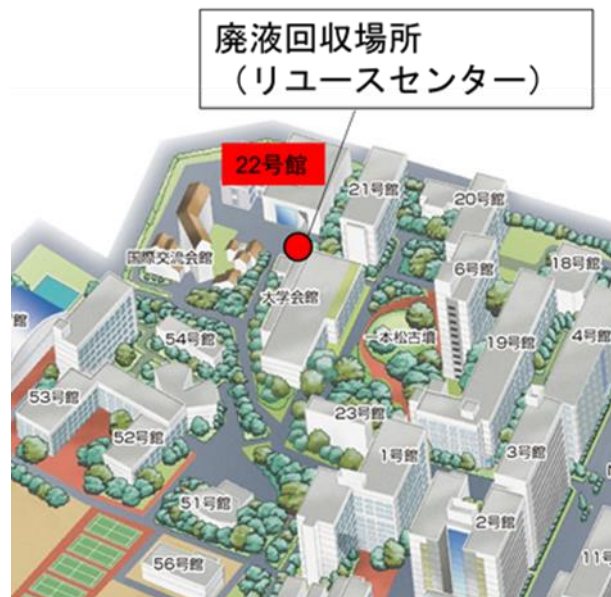 廃液回収場所
（リユースセンター）
22号館
21号館
20号館
国際交流会館
6号館
18号館
大学会館
館
54号館
一本松古墳
19号館
4号館
53号館
52号館
23号館
1号館
3号館
51号館
2号館
56号館
11号